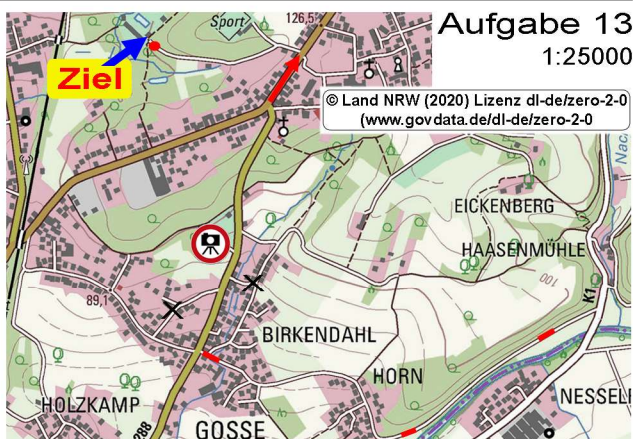 Sport
126,5
Aufgabe 13
1:25000
Ziel
© Land NRW (2020) Lizenz dl-de/zero-2-0
(www.govdata.de/dl-de/zero-2-0
EICKENBERG
HAASENMÜHLE
100
K1
89,1
BIRKENDAHL
HORN
NESSEL
HOLZKAMP
288
GOSSE